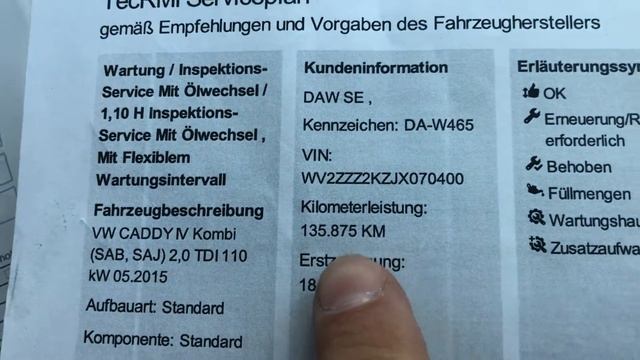 TecRMI Serviceplan
gemäß Empfehlungen und Vorgaben des Fahrzeugherstellers
Wartung / Inspektions-
Service Mit Ölwechsel /
1,10 H Inspektions-
Service Mit Ölwechsel ,
Mit Flexiblem
Wartungsintervall
Fahrzeugbeschreibung
VW CADDY IV Kombi
(SAB, SAJ) 2,0 TDI 110
kW 05.2015
Aufbauart: Standard
Komponente: Standard
Kundeninformation
DAW SE ,
Kennzeichen: DA-W465
VIN:
WV2ZZZ2KZJX070400
Kilometerleistung:
135.875 KM
18
Erläuterungssy
OK
Erneuerung/R
erforderlich
Behoben
Füllmengen
Wartungshau
Zusatzaufwa